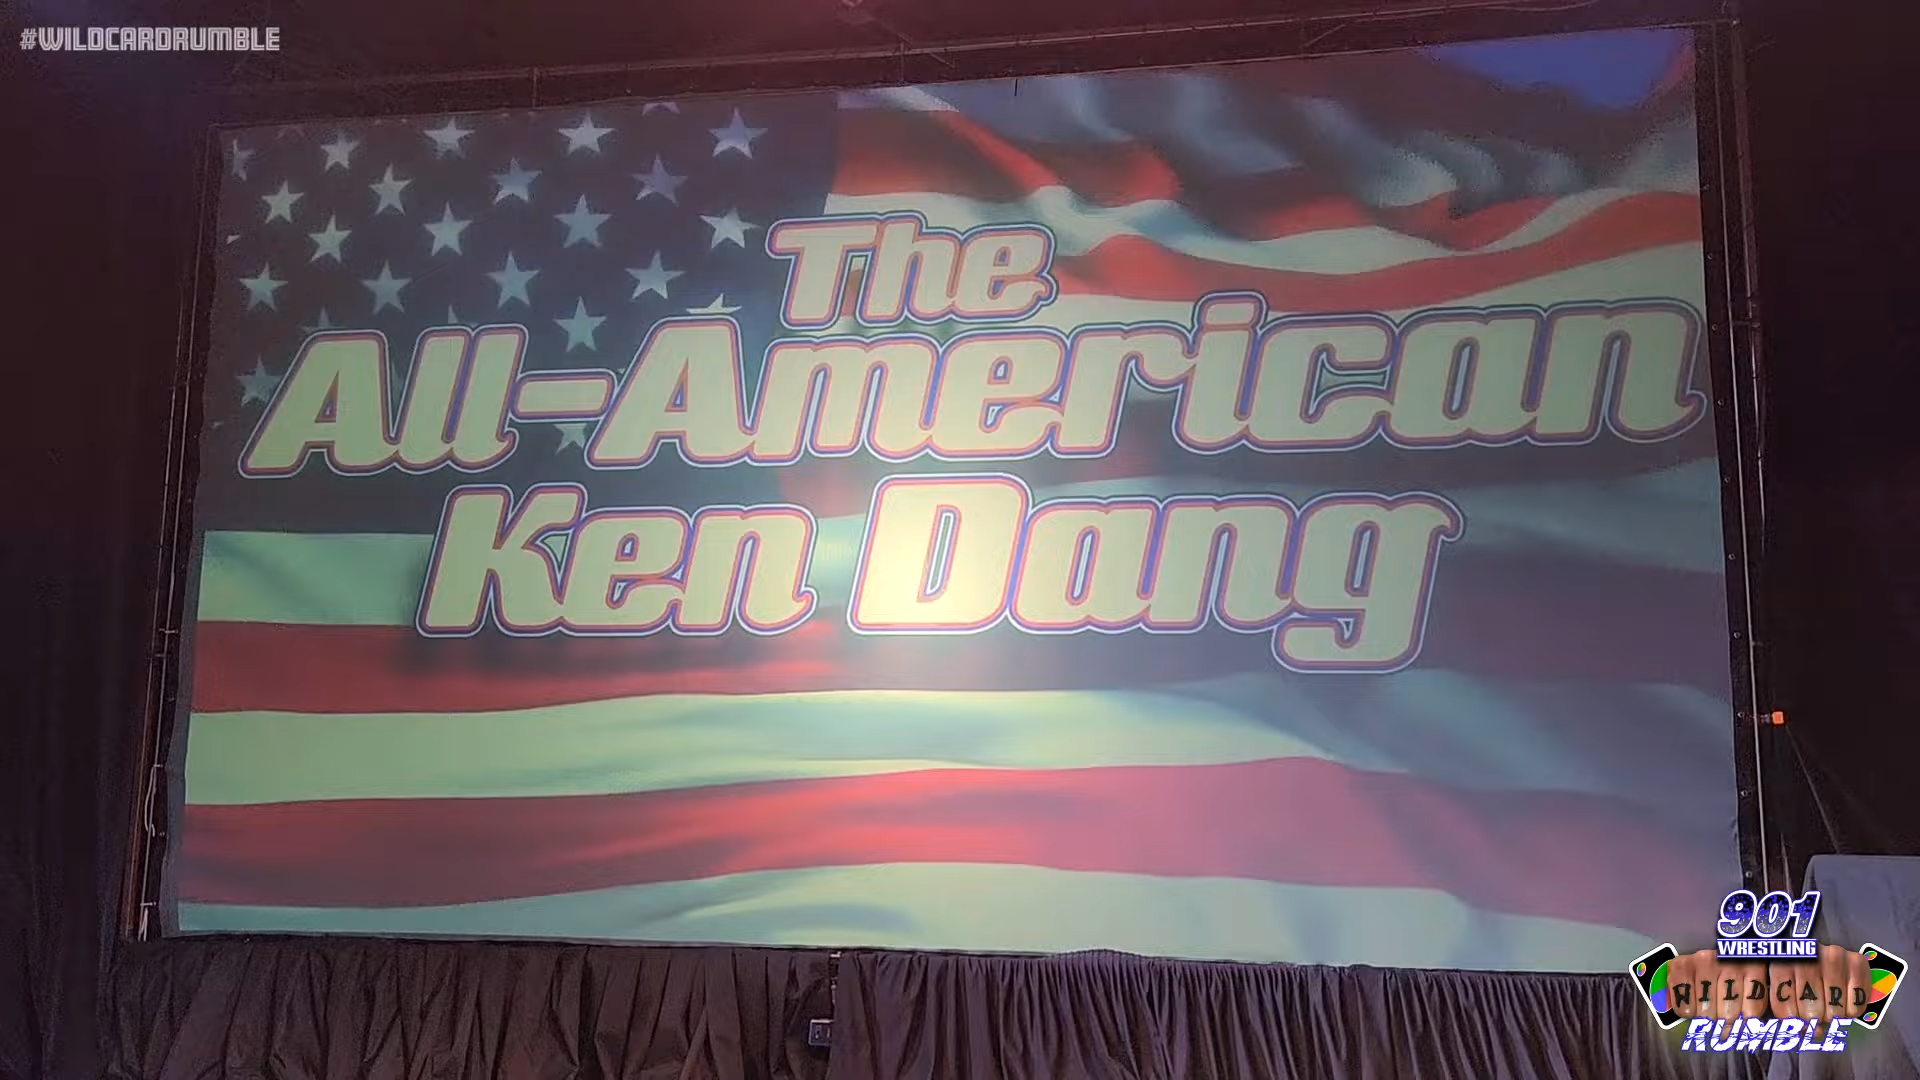 #WILDCARDRUMBLE
The
All-American
Ken Dang
901
WRESTLING
WILDCARD
RUMBLE